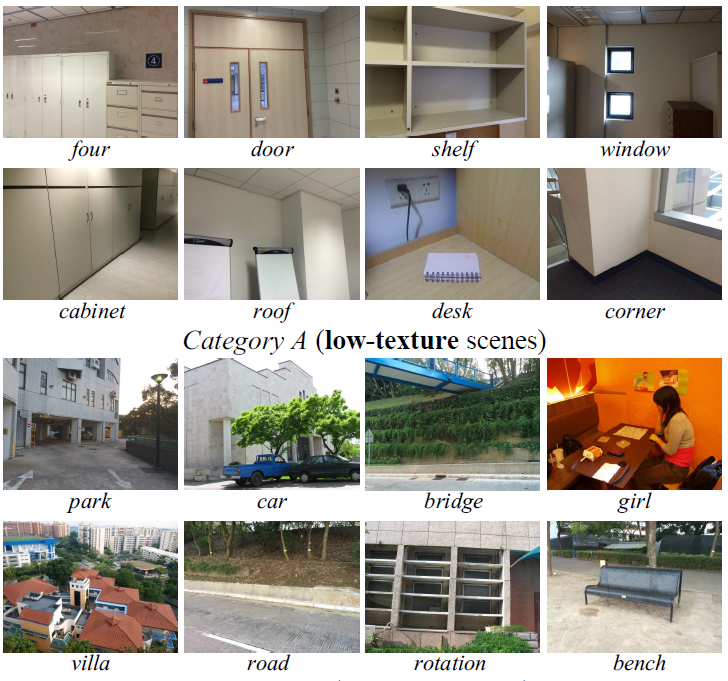 4
four door shelf window
cabinet roof desk corner
Category A (low-texture scenes)
park car bridge girl
villa road rotation bench